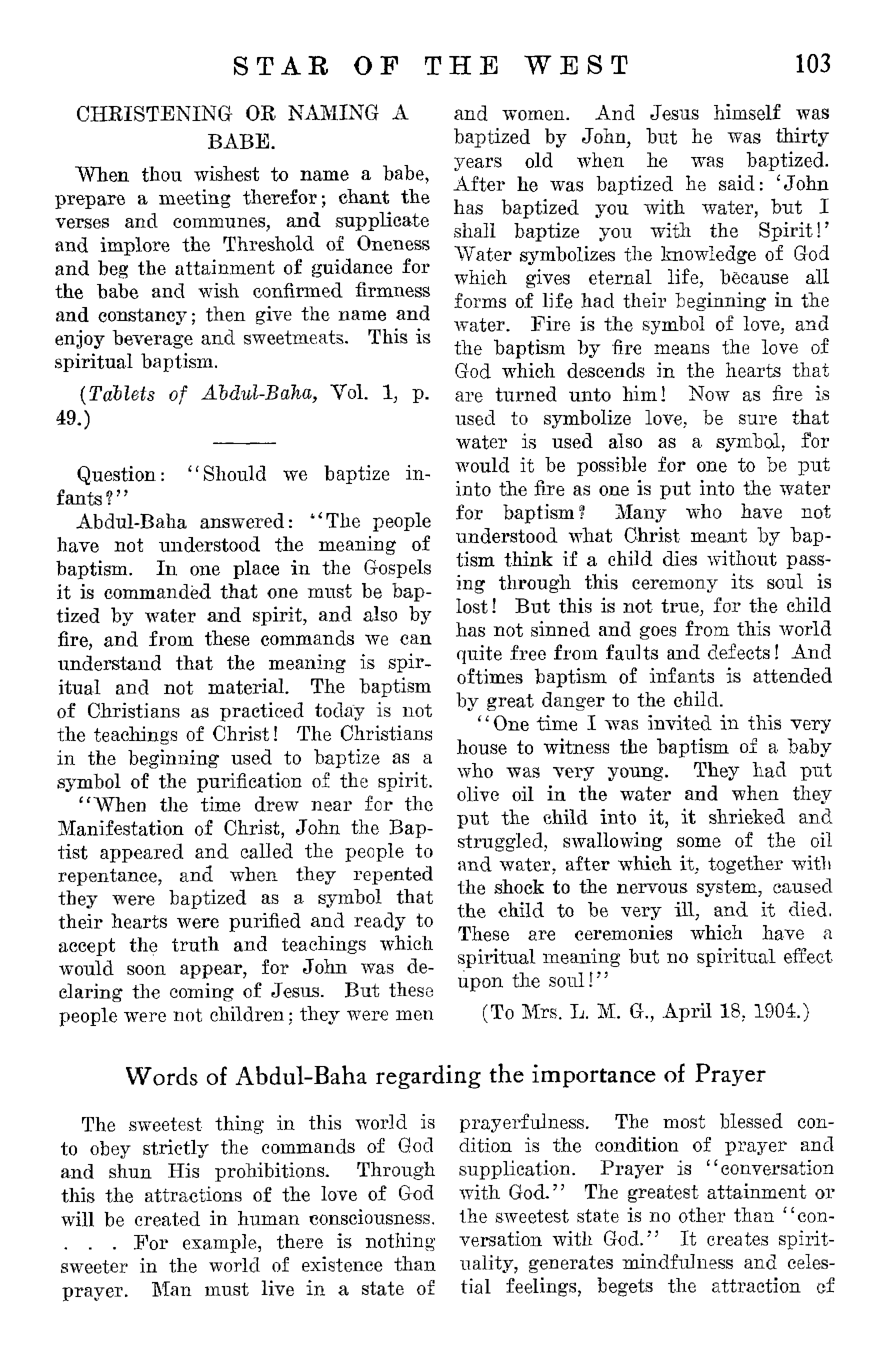 STAR OF THE WEST 103
CHRISTENING OR NAMING A
BABE.
When thou wishest to name a babe,
prepare a meeting therefor; chant the
verses and communes, and supplicate
and implore the Threshold of Oneness
and beg the attainment of guidance for
the babe and wish confirmed firmness
and constancy; then give the name and
enjoy beverage and sweetmeats. This is
spiritual baptism.
(Tablets of Abdul-Baha, Vol. 1, p.
49.)
Question: "Should we baptize in-
fants?"
Abdul-Baha answered: "The people
have not understood the meaning of
baptism. In one place in the Gospels
it is commanded that one must be bap-
tized by water and spirit, and also by
fire, and from these commands we can
understand that the meaning is spir-
itual and not material. The baptism
of Christians as practiced today is not
the teachings of Christ! The Christians
in the beginning used to baptize as a
symbol of the purification of the spirit.
"When the time drew near for the
Manifestation of Christ, John the Bap-
tist appeared and called the people to
repentance, and when they repented
they were baptized as a symbol that
their hearts were purified and ready to
accept the truth and teachings which
would soon appear, for John was de-
claring the coming of Jesus. But these
people were not children; they were men
and women. And Jesus himself was
baptized by John, but he was thirty
years old when he was baptized.
After he was baptized he said: 'John
has baptized you with water, but I
shall baptize you with the Spirit!'
Water symbolizes the knowledge of God
which gives eternal life, because all
forms of life had their beginning in the
water. Fire is the symbol of love, and
the baptism by fire means the love of
God which descends in the hearts that
are turned unto him! Now as fire is
used to symbolize love, be sure that
water is used also as a symbol, for
would it be possible for one to be put
into the fire as one is put into the water
for baptism? Many who have not
understood what Christ meant by bap-
tism think if a child dies without pass-
ing through this ceremony its soul is
lost! But this is not true, for the child
has not sinned and goes from this world
quite free from faults and defects! And
oftimes baptism of infants is attended
by great danger to the child.
"One time I was invited in this very
house to witness the baptism of a baby
who was very young. They had put
olive oil in the water and when they
put the child into it, it shrieked and
struggled, swallowing some of the oil
and water, after which it, together with
the shock to the nervous system, caused
the child to be very ill, and it died.
These are ceremonies which have a
spiritual meaning but no spiritual effect
upon the soul!"
(To Mrs. L. M. G., April 18, 1904.)
Words of Abdul-Baha regarding the importance of Prayer
The sweetest thing in this world is
to obey strictly the commands of God
and shun His prohibitions. Through
this the attractions of the love of God
will be created in human consciousness.
. . . For example, there is nothing
sweeter in the world of existence than
prayer. Man must live in a state of
prayerfulness. The most blessed con-
dition is the condition of prayer and
supplication. Prayer is "conversation
with God." The greatest attainment or
the sweetest state is no other than "con-
versation with God." It creates spirit-
uality, generates mindfulness and celes-
tial feelings, begets the attraction of